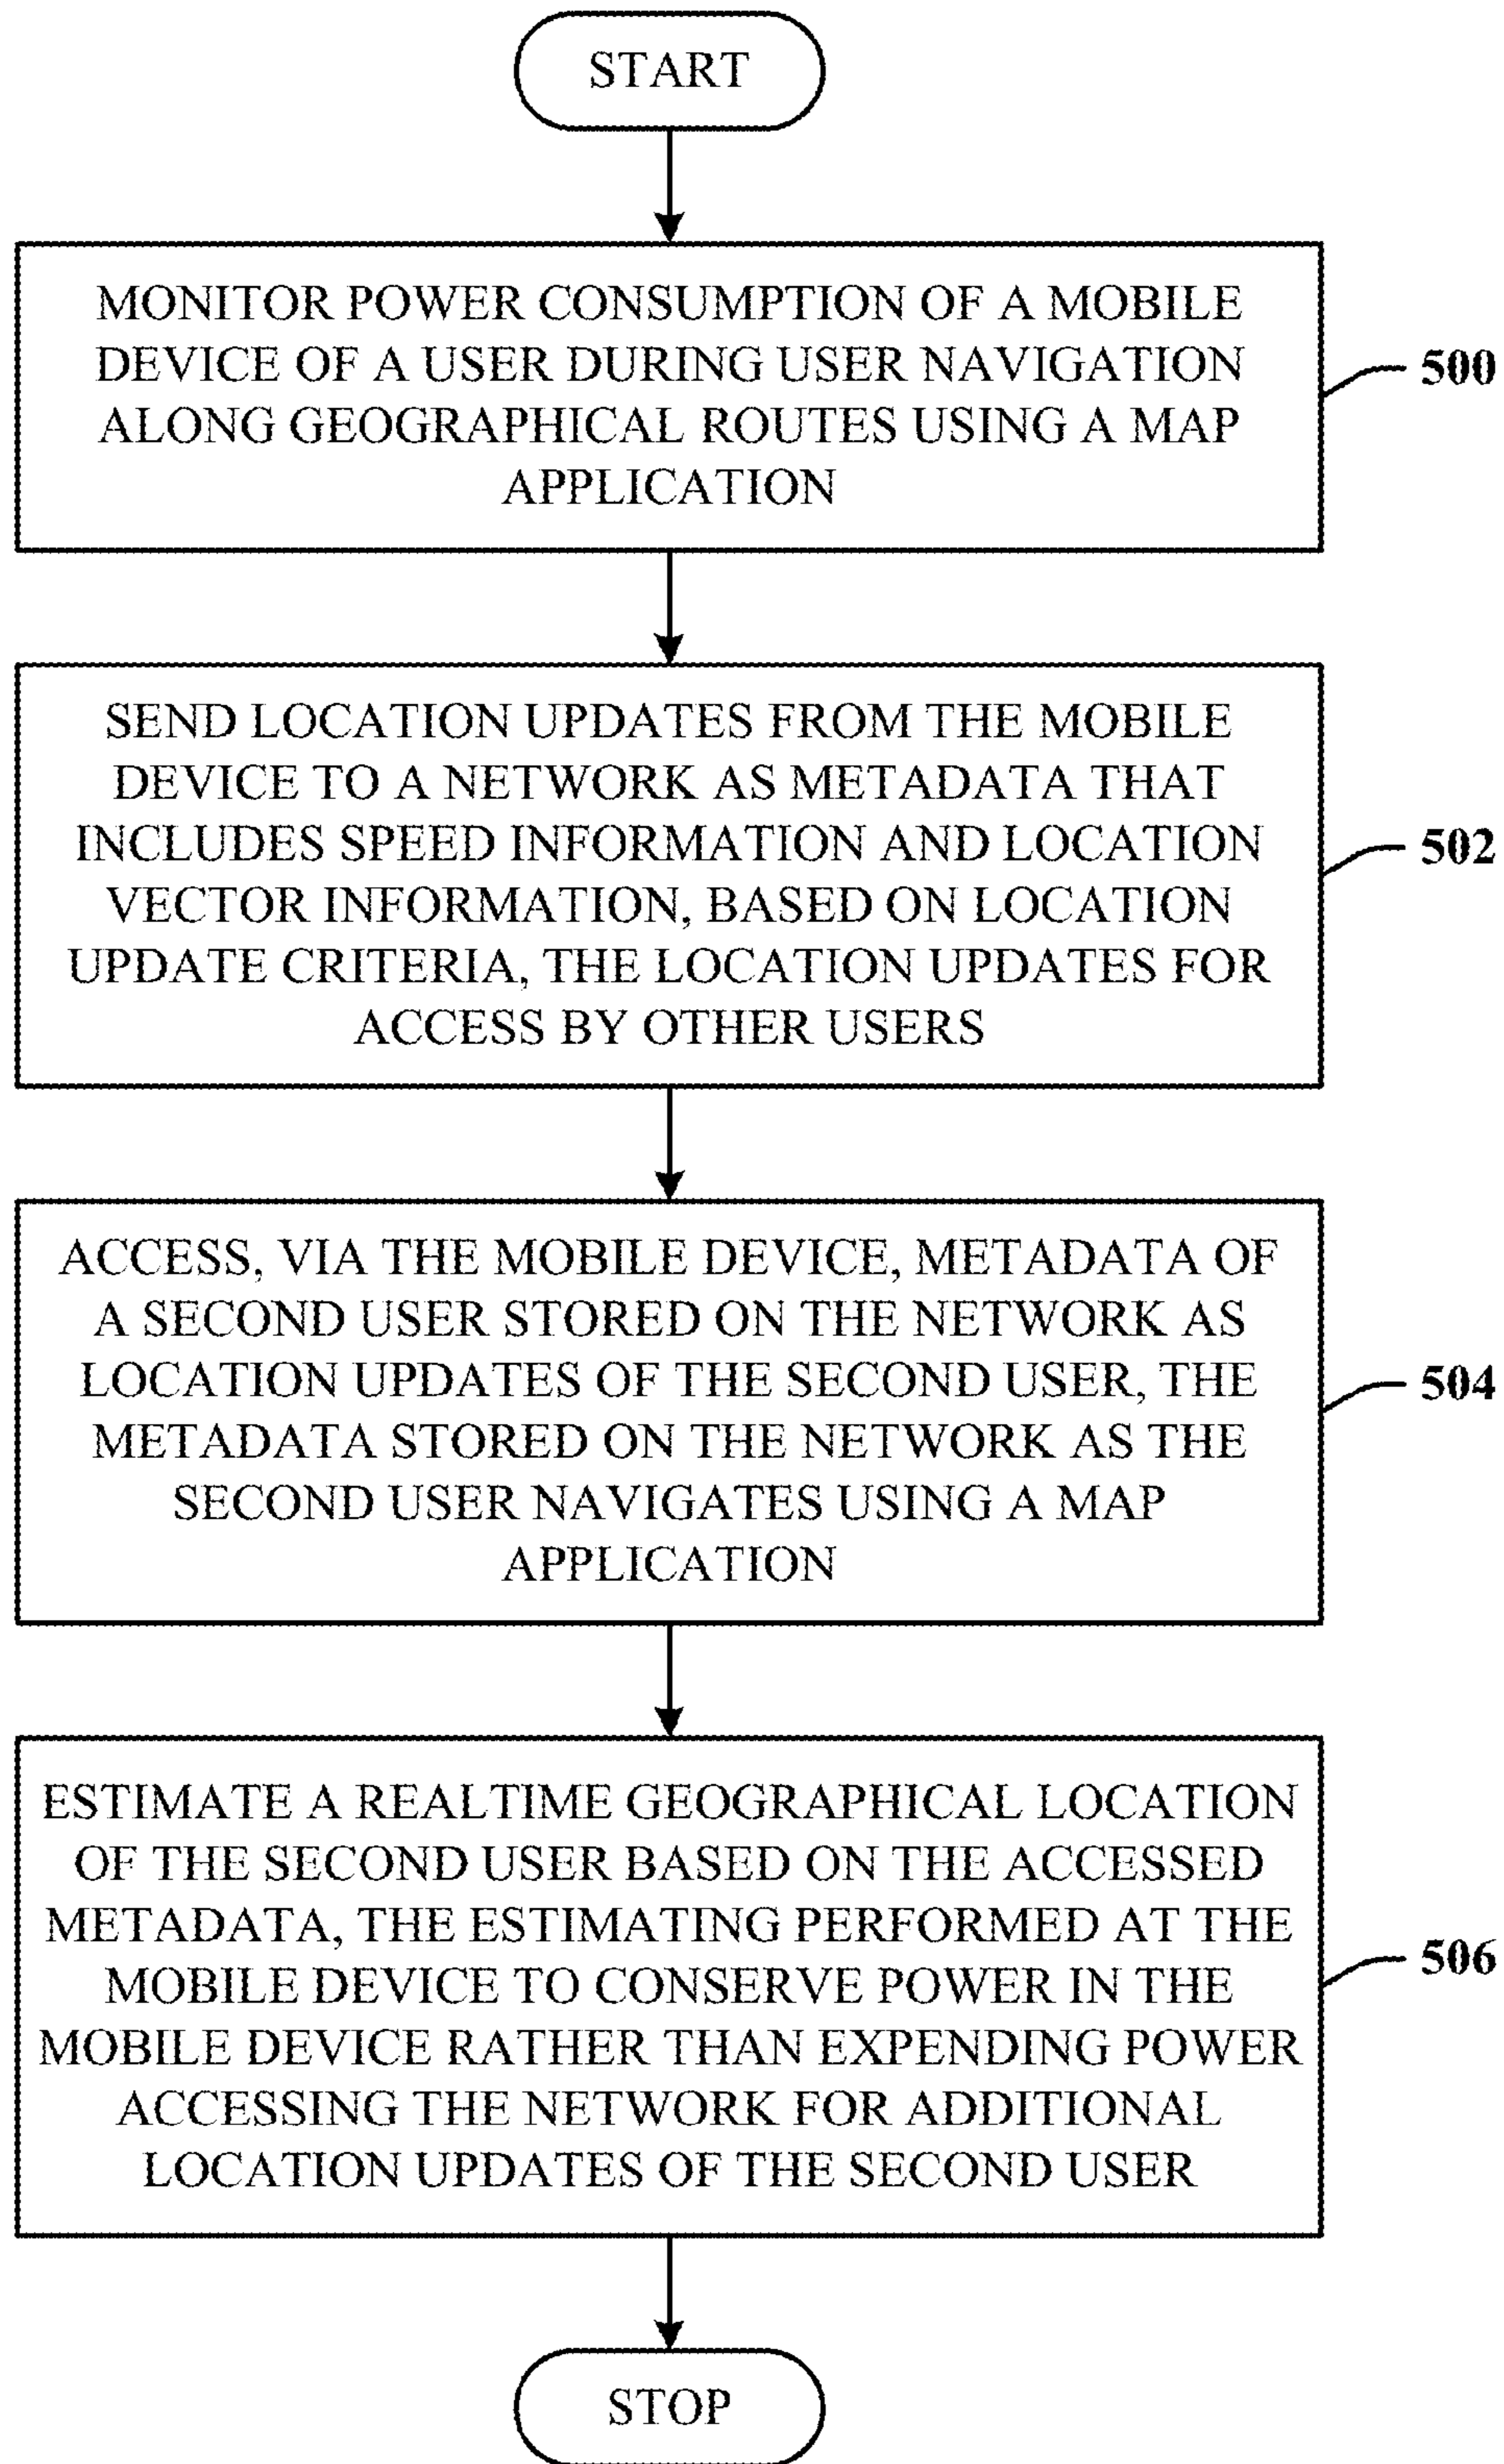 START
MONITOR POWER CONSUMPTION OF A MOBILE
DEVICE OF A USER DURING USER NAVIGATION
ALONG GEOGRAPHICAL ROUTES USING A MAP
APPLICATION
500
SEND LOCATION UPDATES FROM THE MOBILE
DEVICE TO A NETWORK AS METADATA THAT
INCLUDES SPEED INFORMATION AND LOCATION
VECTOR INFORMATION, BASED ON LOCATION
UPDATE CRITERIA, THE LOCATION UPDATES FOR
ACCESS BY OTHER USERS
502
ACCESS, VIA THE MOBILE DEVICE, METADATA OF
A SECOND USER STORED ON THE NETWORK AS
LOCATION UPDATES OF THE SECOND USER, THE
METADATA STORED ON THE NETWORK AS THE
SECOND USER NAVIGATES USING A MAP
APPLICATION
504
ESTIMATE A REALTIME GEOGRAPHICAL LOCATION
OF THE SECOND USER BASED ON THE ACCESSED
METADATA, THE ESTIMATING PERFORMED AT THE
MOBILE DEVICE TO CONSERVE POWER IN THE
MOBILE DEVICE RATHER THAN EXPENDING POWER
ACCESSING THE NETWORK FOR ADDITIONAL
LOCATION UPDATES OF THE SECOND USER
506
STOP